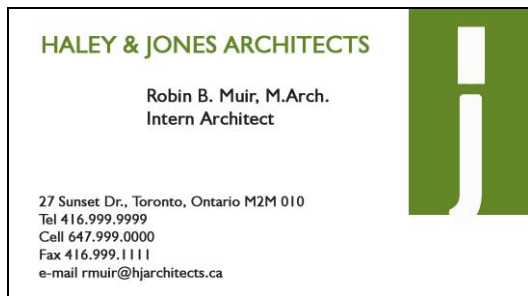 HALEY & JONES ARCHITECTS
Robin B. Muir, M.Arch.
Intern Architect
j
27 Sunset Dr., Toronto, Ontario M2M 010
Tel 416.999.9999
Cell 647.999.0000
Fax 416.999.1111
e-mail rmuir@hjarchitects.ca